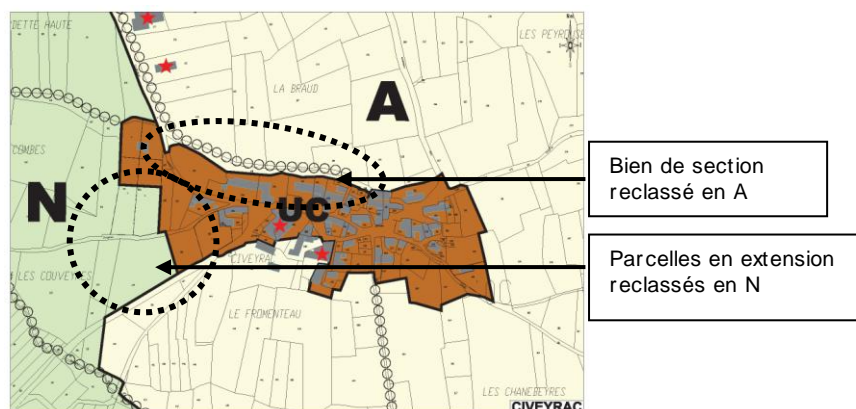 DETTE HAUTE
LES PEYROUSE
LA BRAUD
A
COMBES
N
UC
CIVEYRAC
LES COUVEYRES
LE FROMENTEAU
LES CHANEBEYRES
CIVEYRAC
Bien de section
reclassé en A
Parcelles en extension
reclassés en N